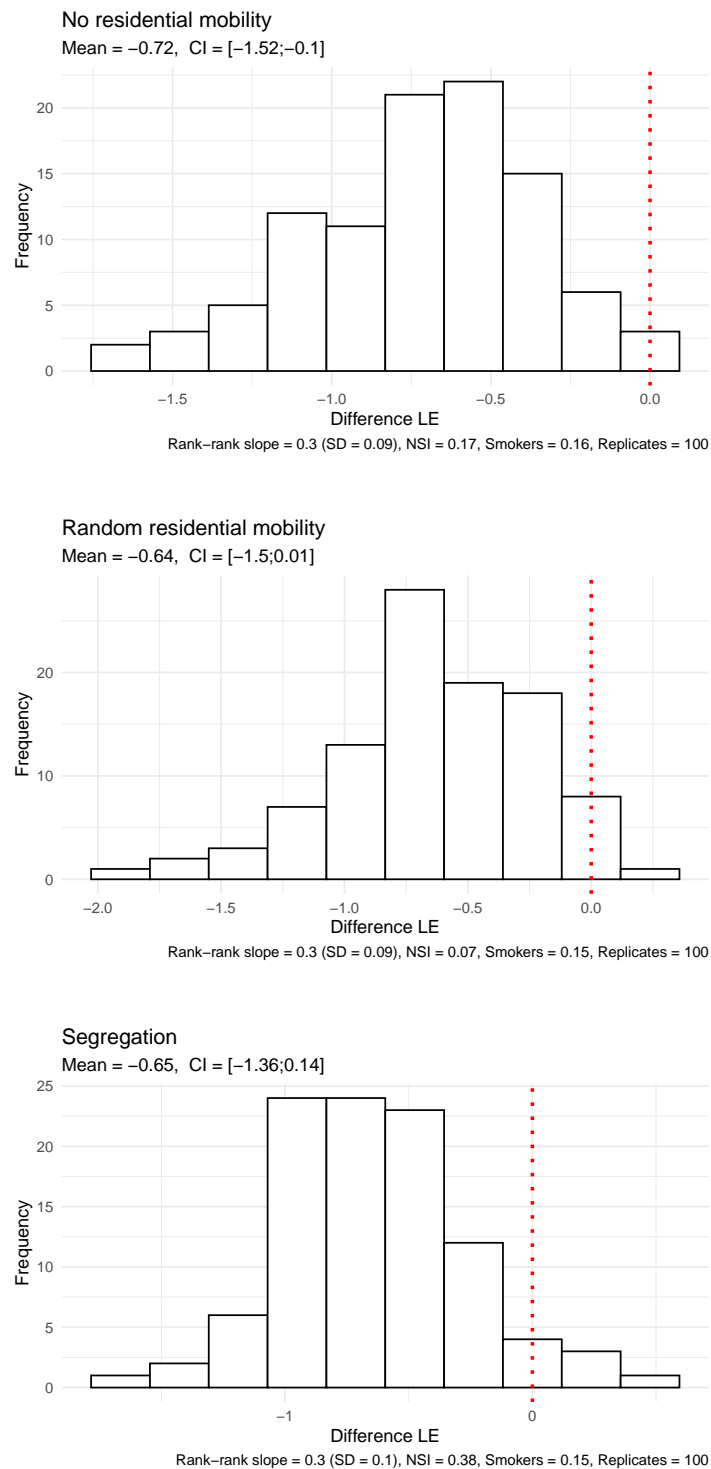 No residential mobility
Mean = −0.72,  CI = [−1.52;−0.1]
20
15
10
5
0
Frequency
−1.5 −1.0 −0.5 0.0
Difference LE
Rank−rank slope = 0.3 (SD = 0.09), NSI = 0.17, Smokers = 0.16, Replicates = 100
Random residential mobility
Mean = −0.64,  CI = [−1.5;0.01]
20
10
0
Frequency
−2.0 −1.5 −1.0 −0.5 0.0
Difference LE
Rank−rank slope = 0.3 (SD = 0.09), NSI = 0.07, Smokers = 0.15, Replicates = 100
Segregation
Mean = −0.65,  CI = [−1.36;0.14]
25
20
15
10
5
0
Frequency
−1 0
Difference LE
Rank−rank slope = 0.3 (SD = 0.1), NSI = 0.38, Smokers = 0.15, Replicates = 100